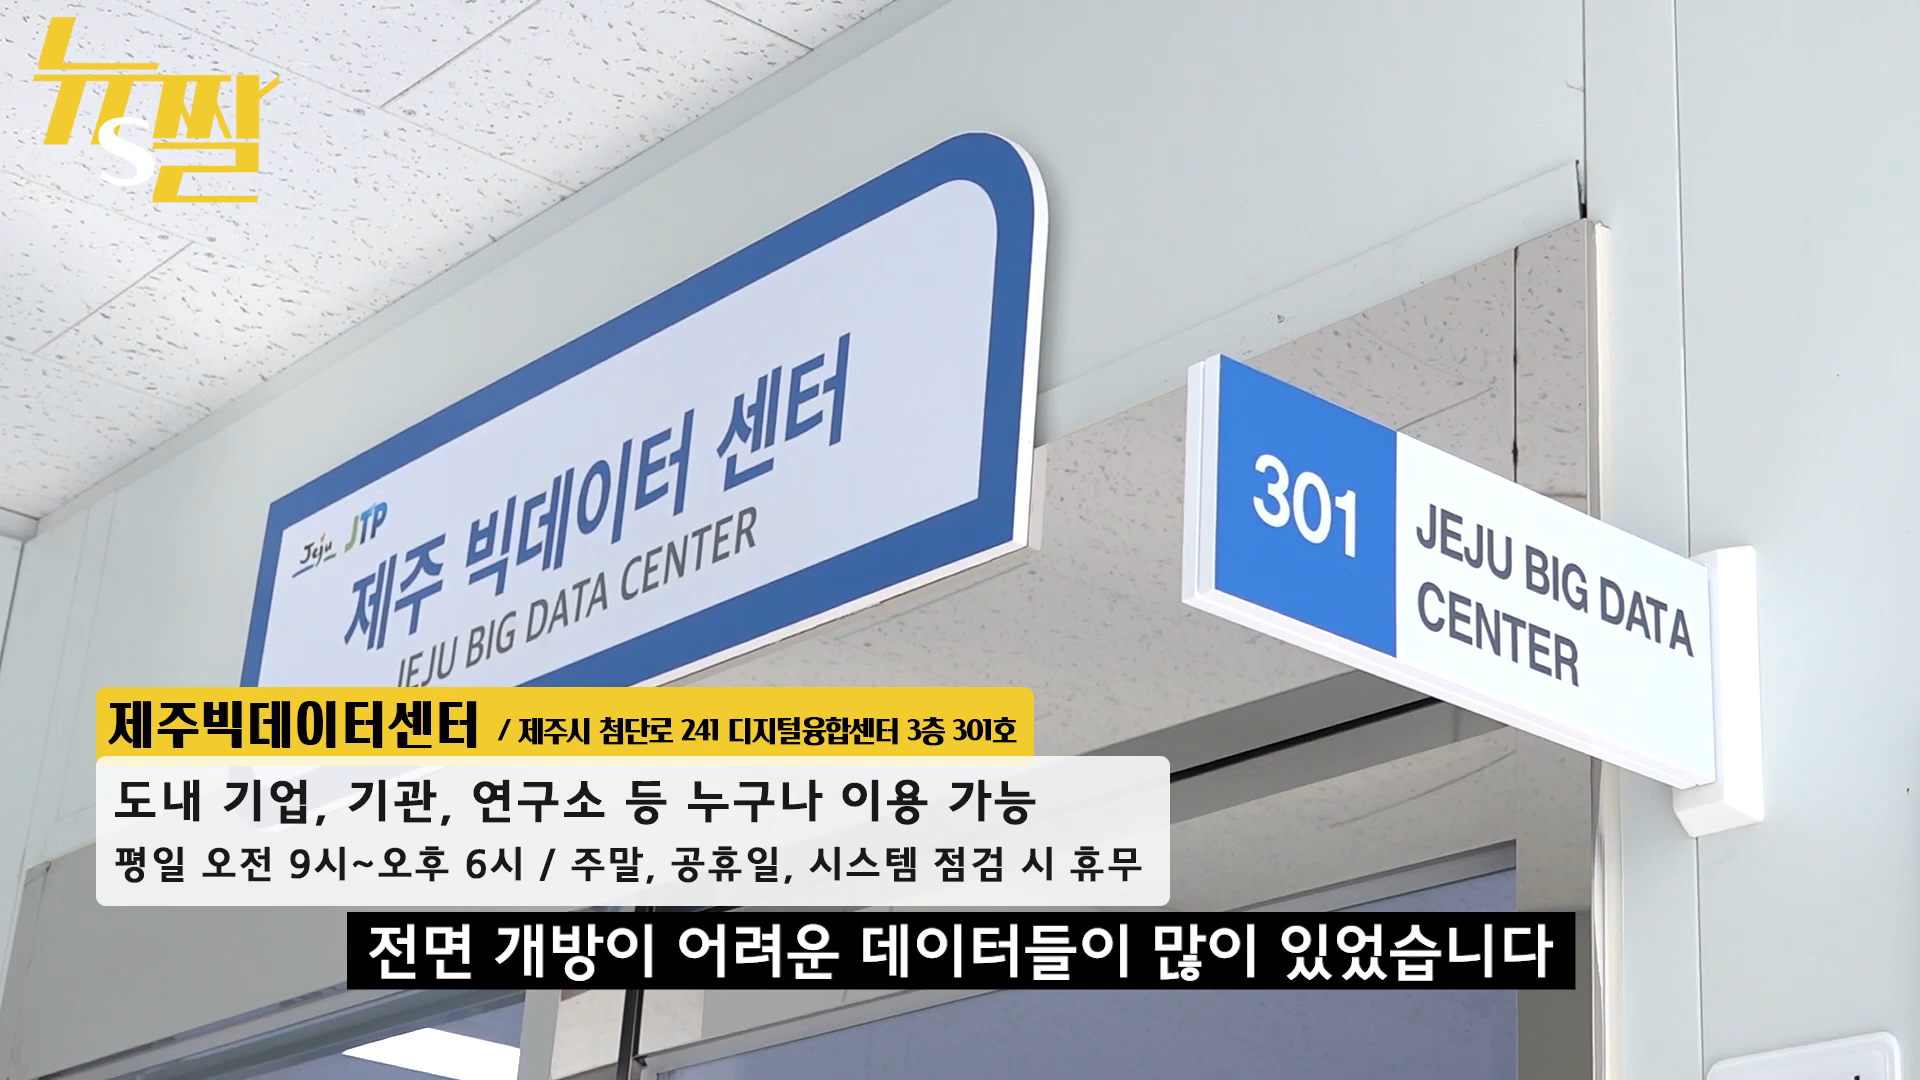 뉴s짤
Jeju JTP
제주 빅데이터 센터
JEJU BIG DATA CENTER
301
JEJU BIG DATA
CENTER
제주빅데이터센터 / 제주시 첨단로 241 디지털융합센터 3층 301호
도내 기업, 기관, 연구소 등 누구나 이용 가능
평일 오전 9시~오후 6시 / 주말, 공휴일, 시스템 점검 시 휴무
전면 개방이 어려운 데이터들이 많이 있었습니다